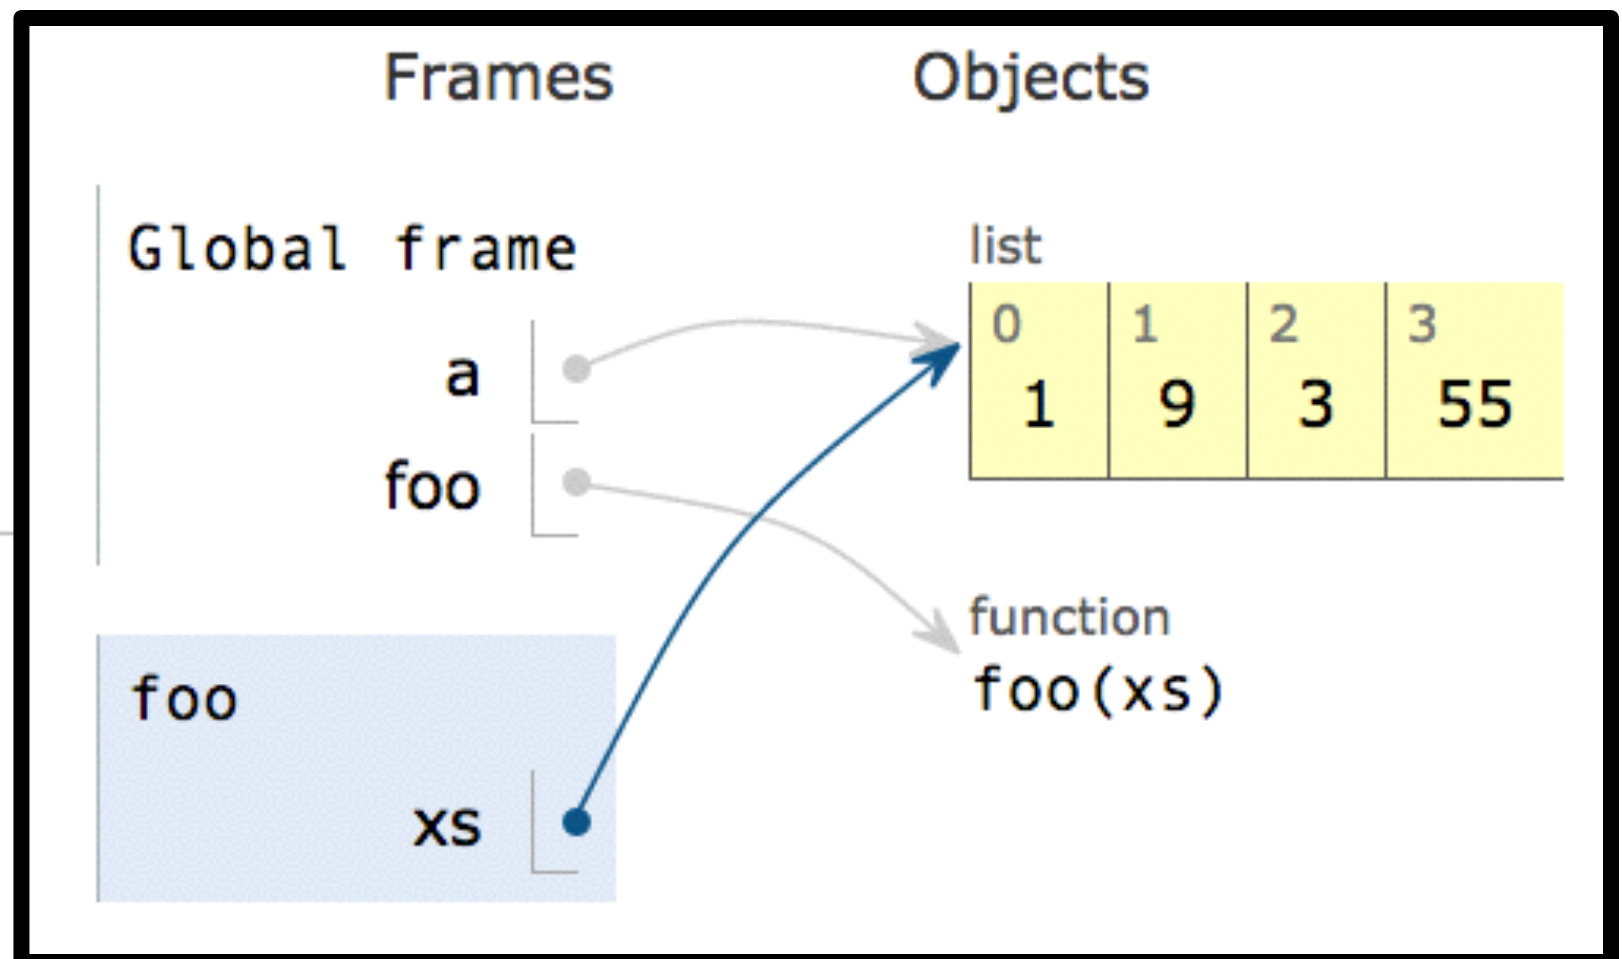 Frames Objects
Global frame
a
foo
foo
xs
list
0 1 2 3
1 9 3 55
function
foo(xs)